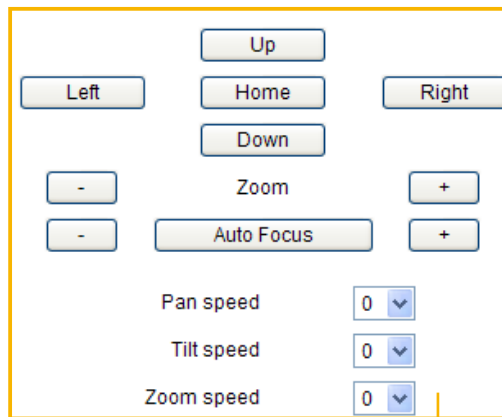 Up
Left Home Right
Down
- Zoom +
- Auto Focus +
Pan speed 0
Tilt speed 0
Zoom speed 0